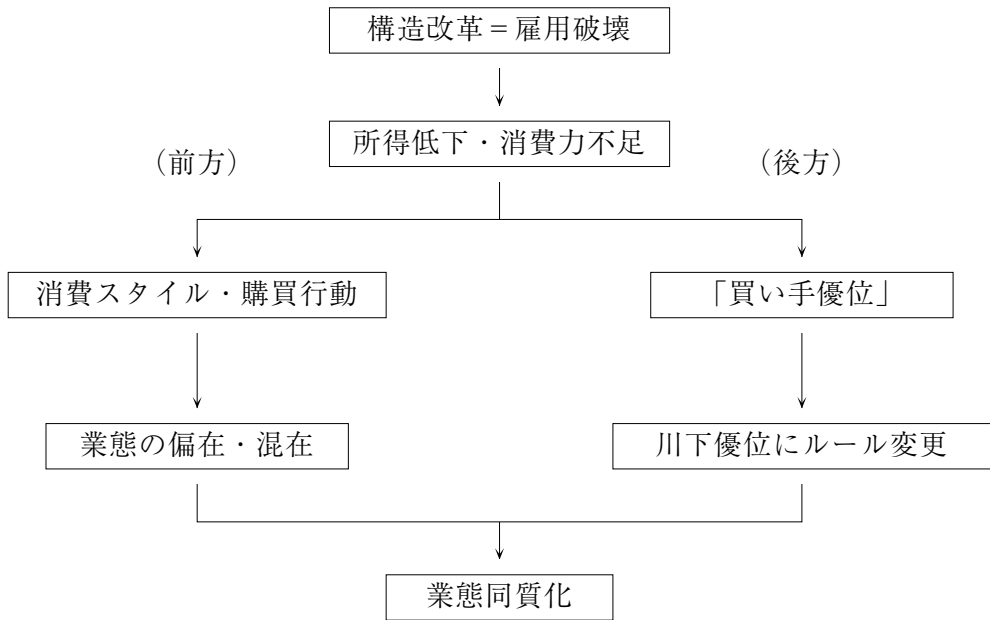 構造改革＝雇用破壊
所得低下・消費力不足
（前方）
（後方）
消費スタイル・購買行動
「買い手優位」
業態の偏在・混在
川下優位にルール変更
業態同質化